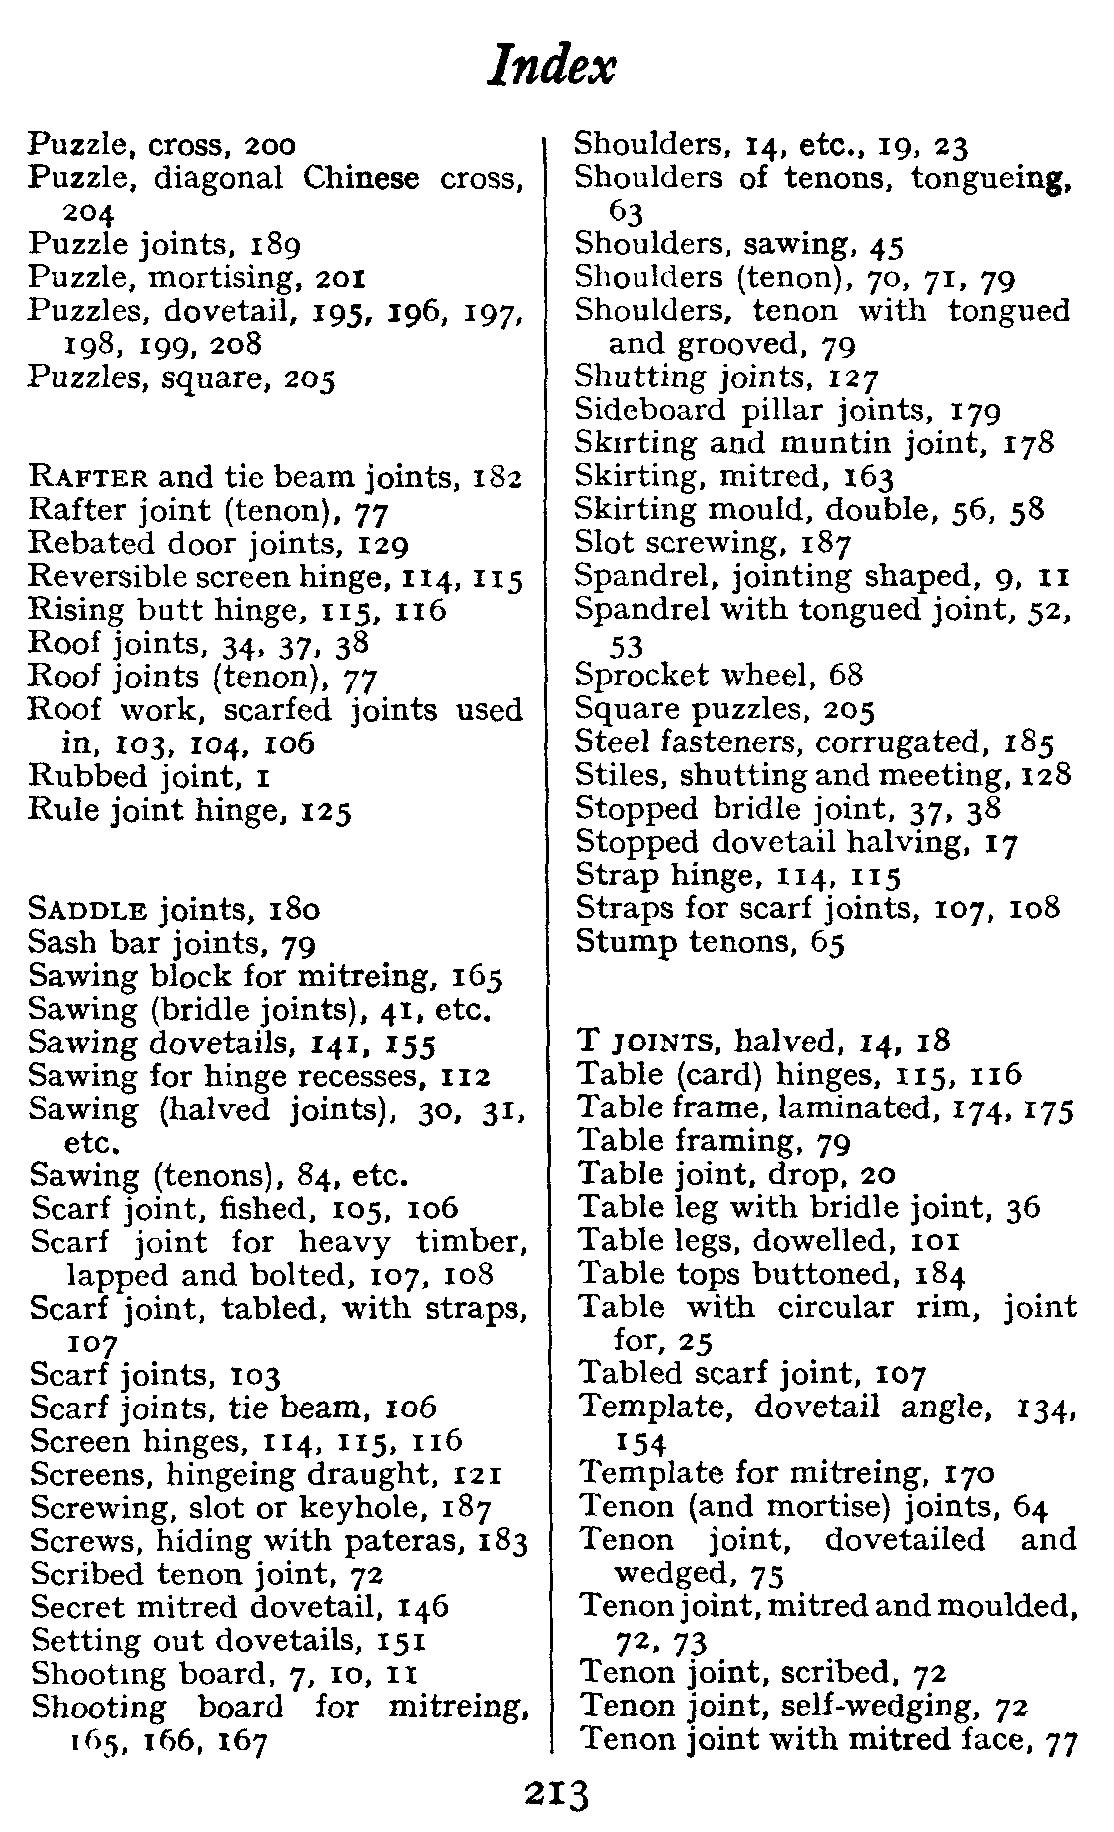 Index
Puzzle, cross, 200
Puzzle, diagonal Chinese cross,
204
Puzzle joints, 189
Puzzle, mortising, 201
Puzzles, dovetail, 195, 196, 197,
198, 199, 208
Puzzles, square, 205
RAFTER and tie beam joints, 182
Rafter joint (tenon), 77
Rebated door joints, 129
Reversible screen hinge, 114, 115
Rising butt hinge, 115, 116
Roof joints, 34, 37, 38
Roof joints (tenon), 77
Roof work, scarfed joints used
in, 103, 104, 106
Rubbed joint, 1
Rule joint hinge, 125
SADDLE joints, 180
Sash bar joints, 79
Sawing block for mitreing, 165
Sawing (bridle joints), 41, etc.
Sawing dovetails, 141, 155
Sawing for hinge recesses, 112
Sawing (halved joints), 30, 31,
etc.
Sawing (tenons), 84, etc.
Scarf joint, fished, 105, 106
Scarf joint for heavy timber,
lapped and bolted, 107, 108
Scarf joint, tabled, with straps,
107
Scarf joints, 103
Scarf joints, tie beam, 106
Screen hinges, 114, 115, 116
Screens, hingeing draught, 121
Screwing, slot or keyhole, 187
Screws, hiding with pateras, 183
Scribed tenon joint, 72
Secret mitred dovetail, 146
Setting out dovetails, 151
Shooting board, 7, 10, 11
Shooting board for mitreing,
165, 166, 167
Shoulders, 14, etc., 19, 23
Shoulders of tenons, tongueing,
63
Shoulders, sawing, 45
Shoulders (tenon), 70, 71, 79
Shoulders, tenon with tongued
and grooved, 79
Shutting joints, 127
Sideboard pillar joints, 179
Skirting and muntin joint, 178
Skirting, mitred, 163
Skirting mould, double, 56, 58
Slot screwing, 187
Spandrel, jointing shaped, 9, 11
Spandrel with tongued joint, 52,
53
Sprocket wheel, 68
Square puzzles, 205
Steel fasteners, corrugated, 185
Stiles, shutting and meeting, 128
Stopped bridle joint, 37, 38
Stopped dovetail halving, 17
Strap hinge, 114, 115
Straps for scarf joints, 107, 108
Stump tenons, 65
T JOINTS, halved, 14, 18
Table (card) hinges, 115, 116
Table frame, laminated, 174, 175
Table framing, 79
Table joint, drop, 20
Table leg with bridle joint, 36
Table legs, dowelled, 101
Table tops buttoned, 184
Table with circular rim, joint
for, 25
Tabled scarf joint, 107
Template, dovetail angle, 134,
154
Template for mitreing, 170
Tenon (and mortise) joints, 64
Tenon joint, dovetailed and
wedged, 75
Tenon joint, mitred and moulded,
72, 73
Tenon joint, scribed, 72
Tenon joint, self-wedging, 72
Tenon joint with mitred face, 77
213